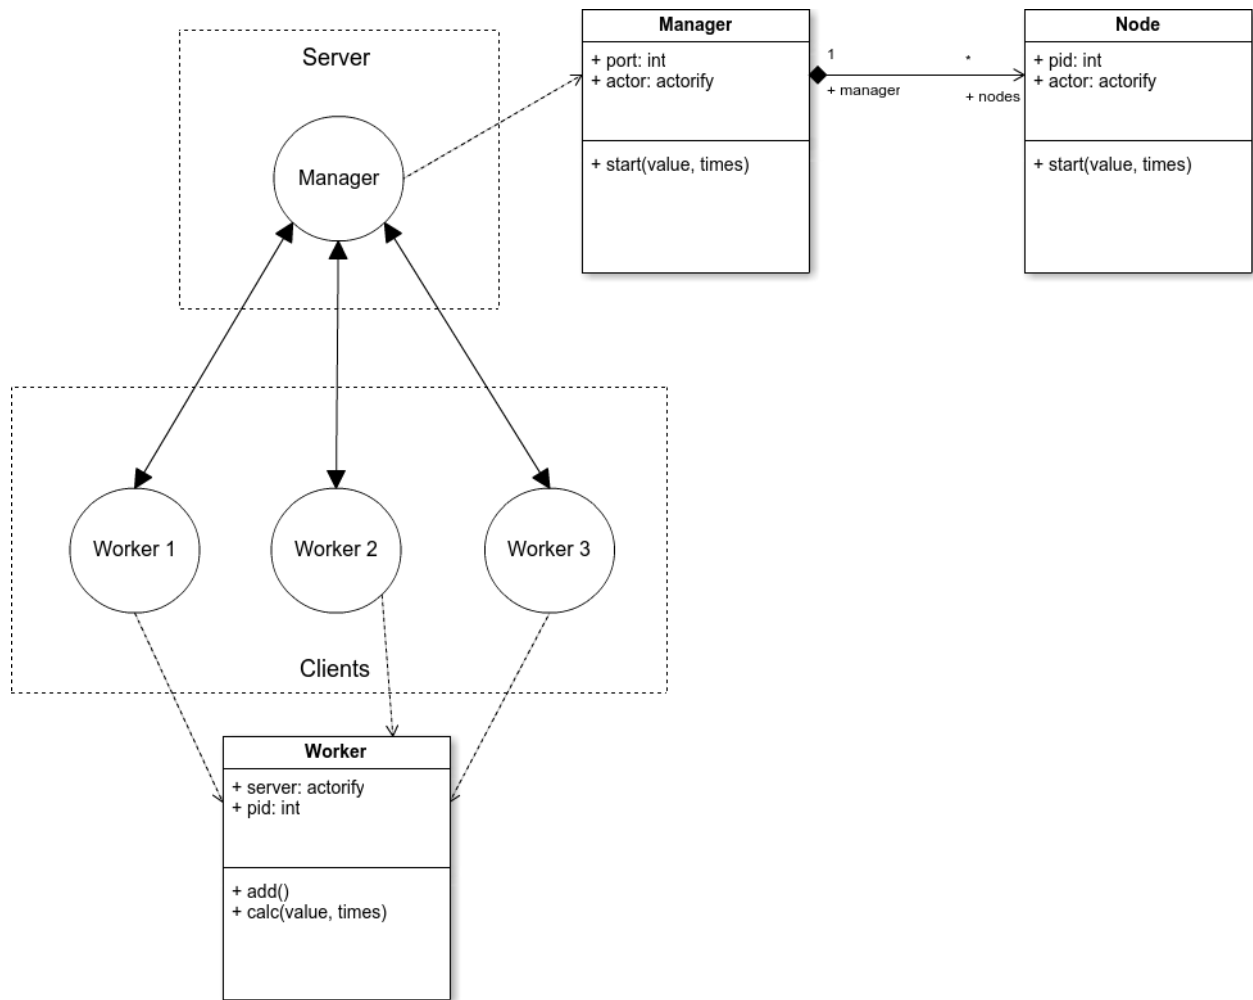 Server
Manager
Manager
+ port: int
+ actor: actorify
+ start(value, times)
1
+ manager
*
+ nodes
Node
+ pid: int
+ actor: actorify
+ start(value, times)
Worker 1
Worker 2
Worker 3
Clients
Worker
+ server: actorify
+ pid: int
+ add()
+ calc(value, times)